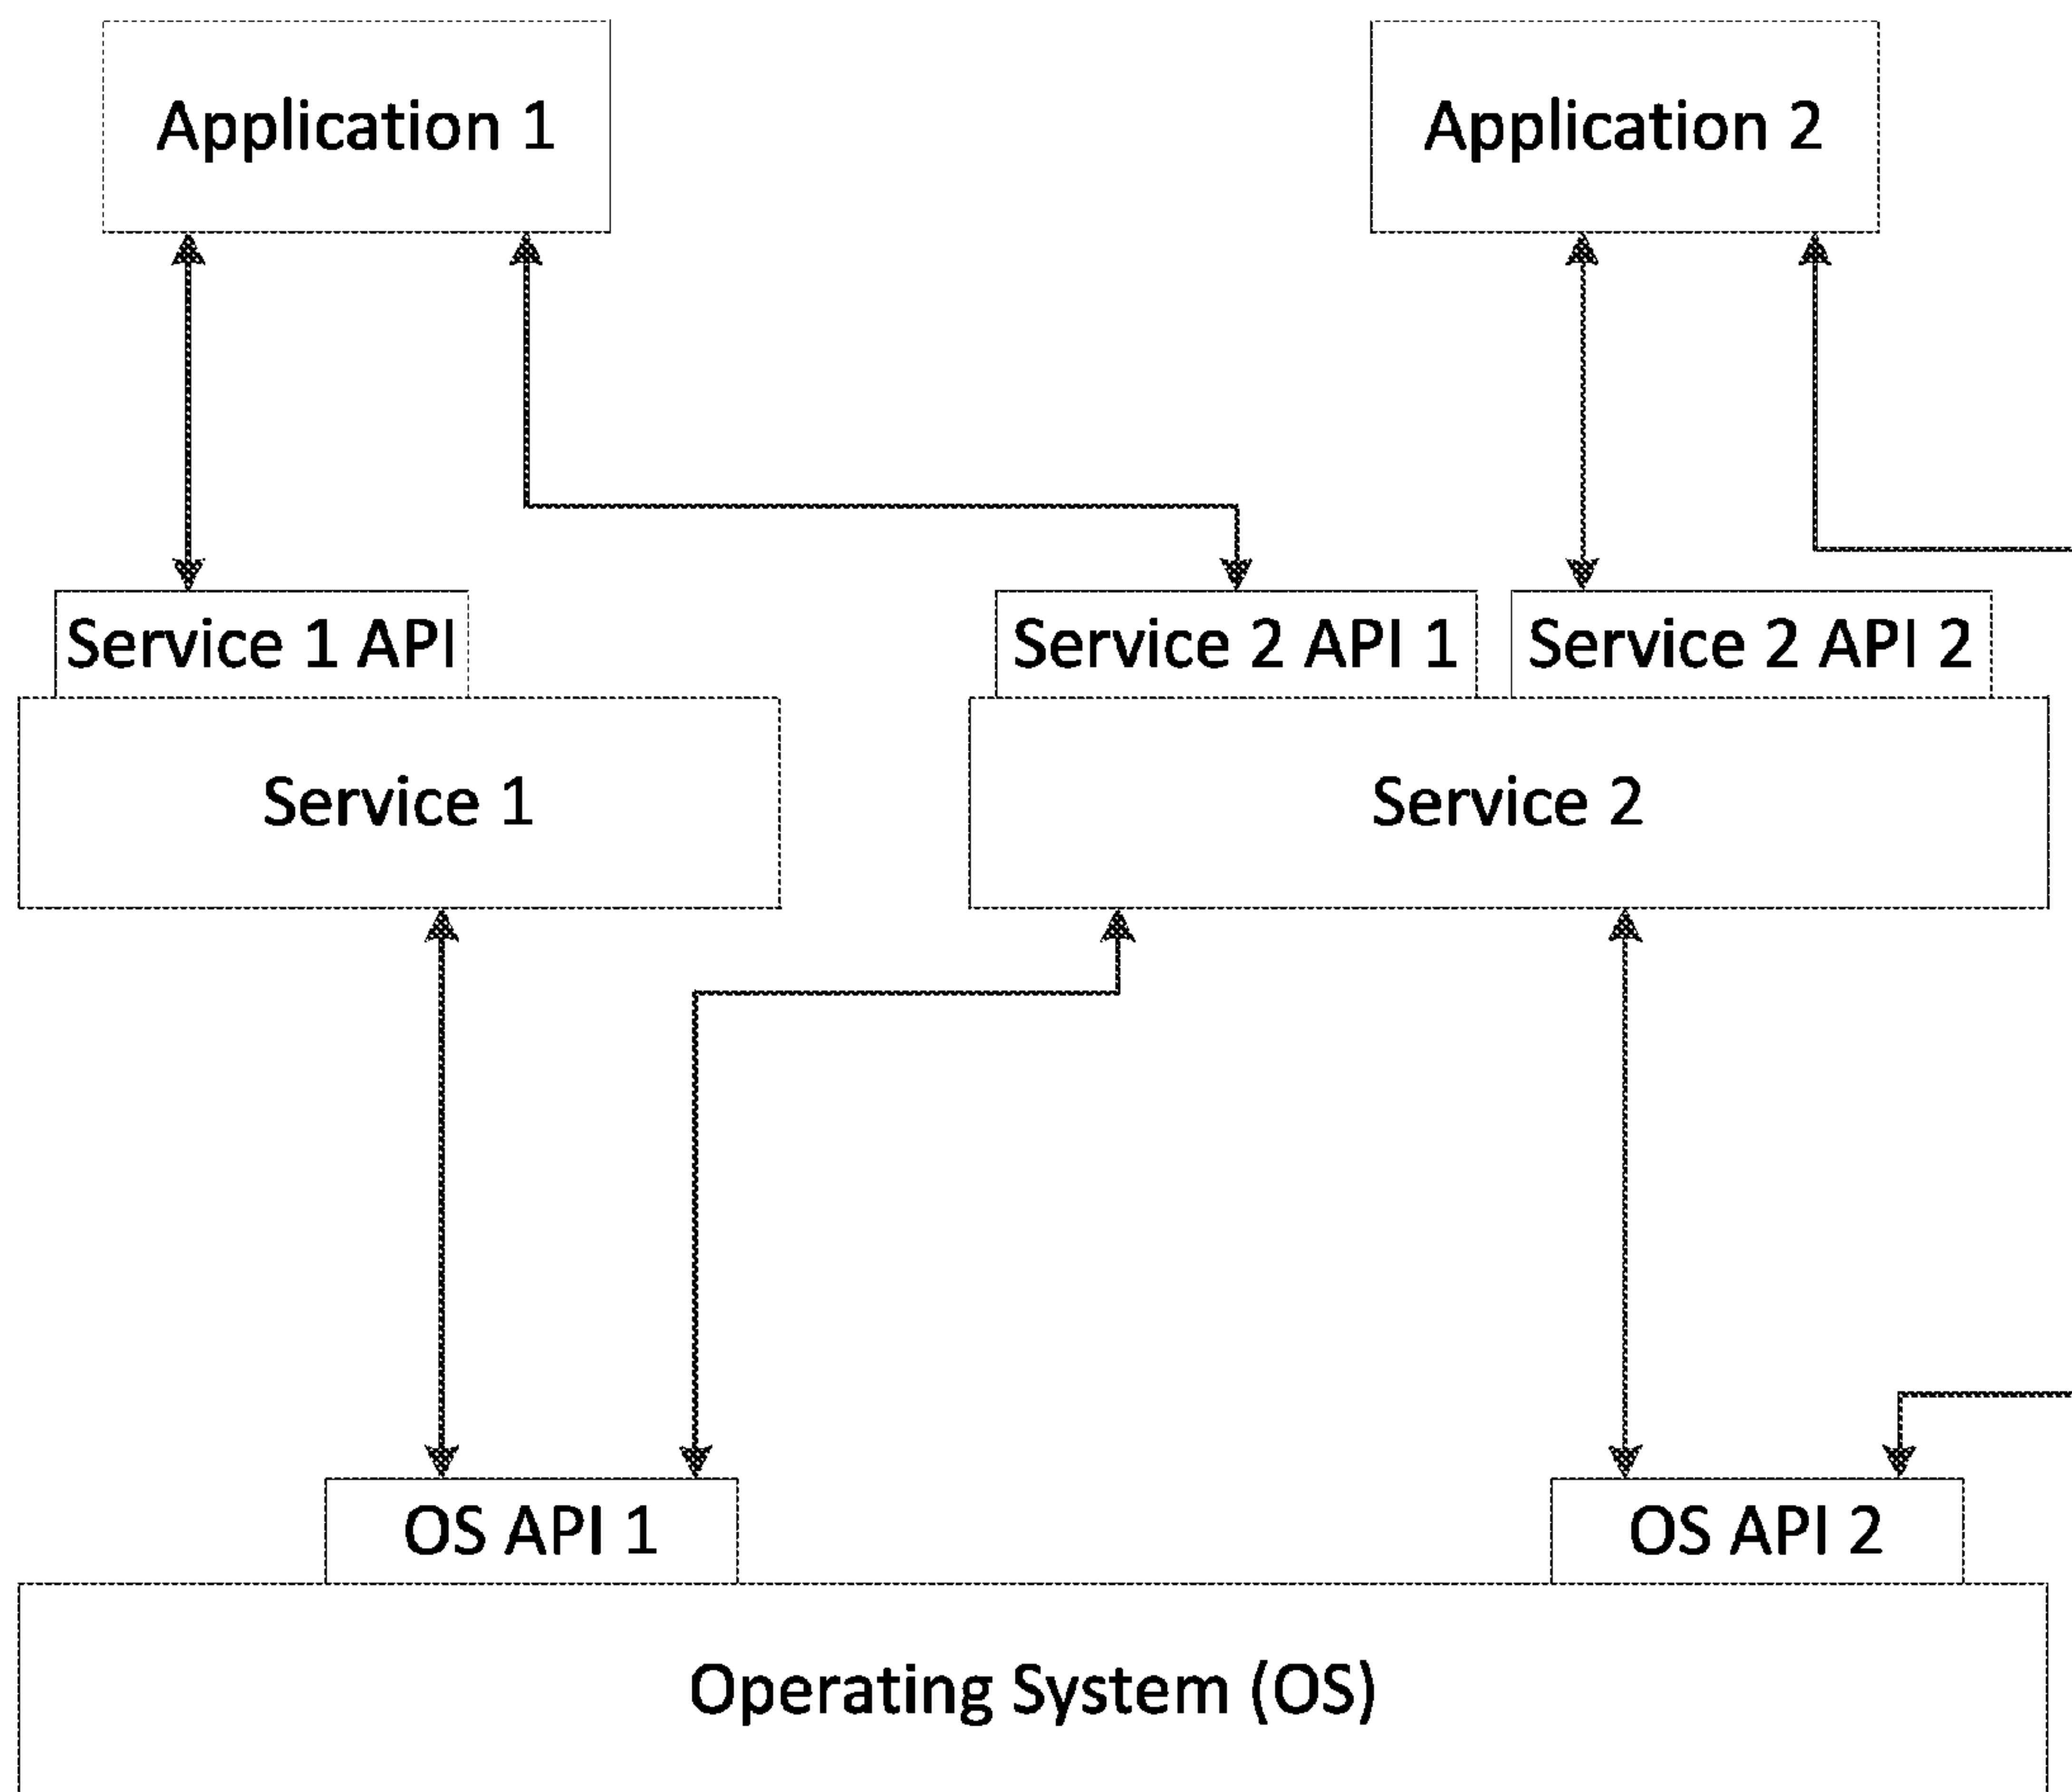 Application 1
Application 2
Service 1 API
Service 2 API 1
Service 2 API 2
Service 1
Service 2
OS API 1
OS API 2
Operating System (OS)